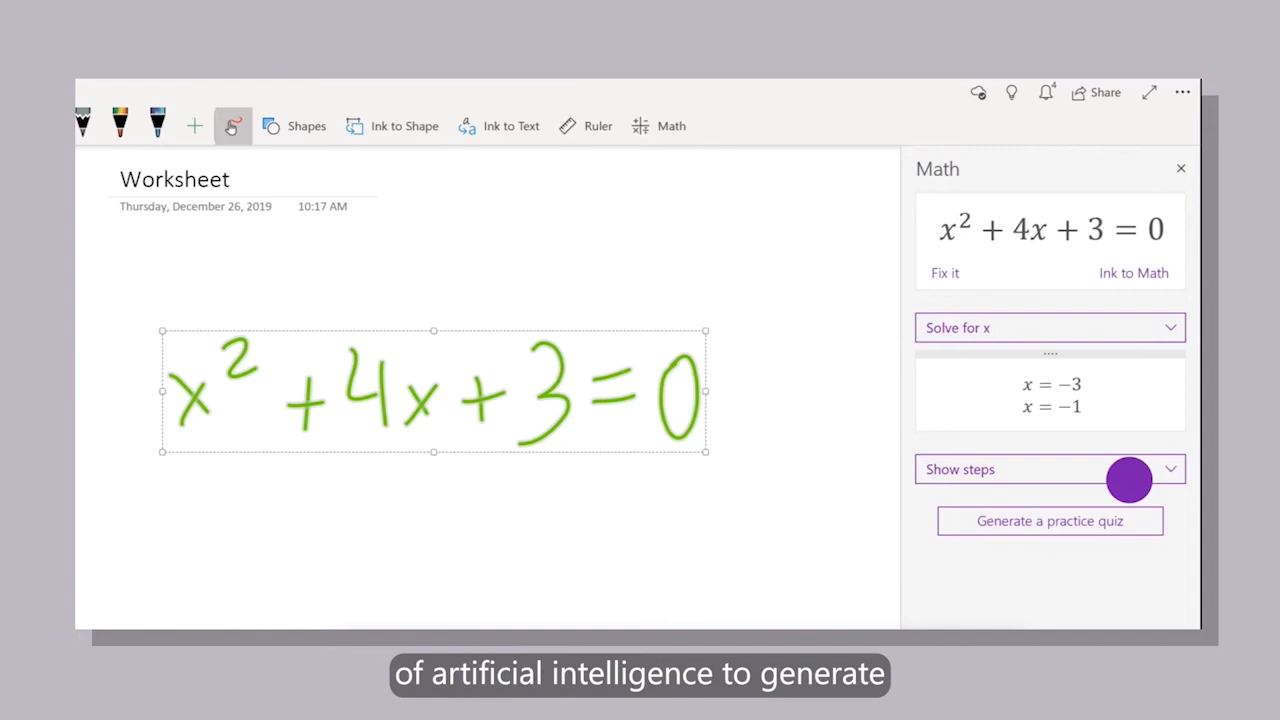 4
Share
Shapes
Ink to Shape
Ink to Text
Ruler
Math
Worksheet
Thursday, December 26, 2019 10:17 AM
x² + 4x + 3 = 0
Math
x² + 4x + 3 = 0
Fix it
Ink to Math
Solve for x
x = −3
x = −1
Show steps
Generate a practice quiz
of artificial intelligence to generate